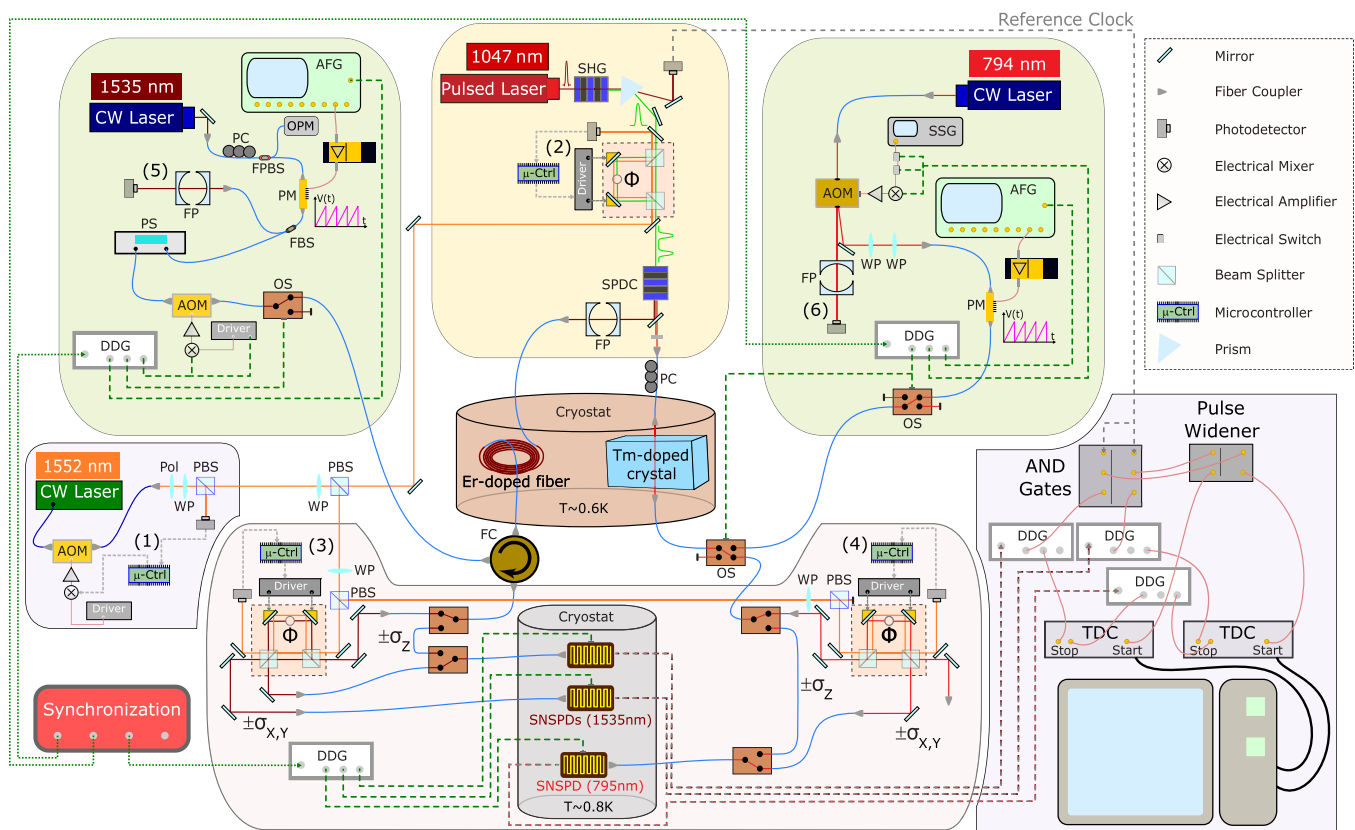 Reference Clock
1535 nm
CW Laser
AFG
PC
OPM
FPBS
(5)
FP
PM
V(t)
t
FBS
PS
AOM
OS
Driver
DDG
1047 nm
Pulsed Laser
SHG
(2)
μ-Ctrl
Driver
Φ
SPDC
FP
PC
794 nm
CW Laser
SSG
AOM
AFG
FP
WP
WP
(6)
PM
V(t)
t
DDG
OS
Mirror
Fiber Coupler
Photodetector
Electrical Mixer
Electrical Amplifier
Electrical Switch
Beam Splitter
μ-Ctrl
Microcontroller
Prism
Cryostat
Er-doped fiber
Tm-doped
crystal
T~0.6K
1552 nm
CW Laser
Pol
PBS
WP
AOM
(1)
μ-Ctrl
Driver
PBS
WP
FC
OS
(3)
μ-Ctrl
Driver
WP
PBS
Φ
±σZ
±σX,Y
Cryostat
SNSPDs (1535nm)
SNSPD (795nm)
T~0.8K
DDG
(4)
μ-Ctrl
Driver
WP
PBS
Φ
±σZ
±σX,Y
Synchronization
Pulse
Widener
AND
Gates
DDG
DDG
DDG
TDC
Stop
Start
TDC
Stop
Start